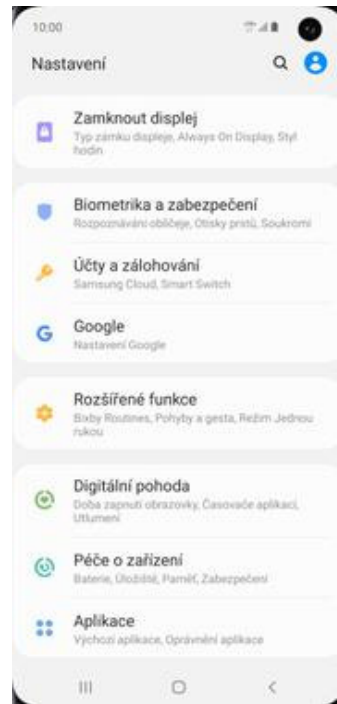 10:00
Nastavení
Zamknout displej
Typ zámku displeje, Always On Display, Styl
hodin
Biometrika a zabezpečení
Rozpoznávání obličeje, Otisky prstů, Soukromí
Účty a zálohování
Samsung Cloud, Smart Switch
Google
Nastavení Google
Rozšířené funkce
Bixby Routines, Pohyby a gesta, Režim Jednou
rukou
Digitální pohoda
Doba zapnutí obrazovky, Časovače aplikací,
Utlumení
Péče o zařízení
Baterie, Úložiště, Paměť, Zabezpečení
Aplikace
Výchozí aplikace, Oprávnění aplikace